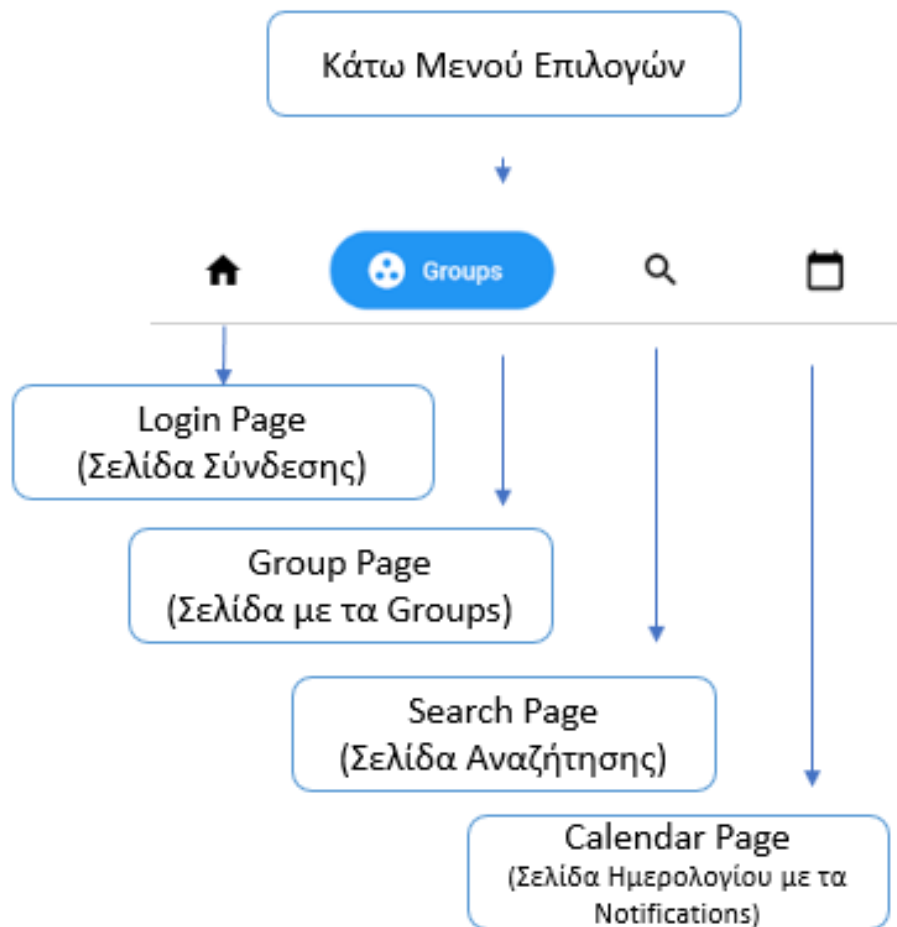 Κάτω Μενού Επιλογών
Groups
Login Page
(Σελίδα Σύνδεσης)
Group Page
(Σελίδα με τα Groups)
Search Page
(Σελίδα Αναζήτησης)
Calendar Page
(Σελίδα Ημερολογίου με τα
Notifications)